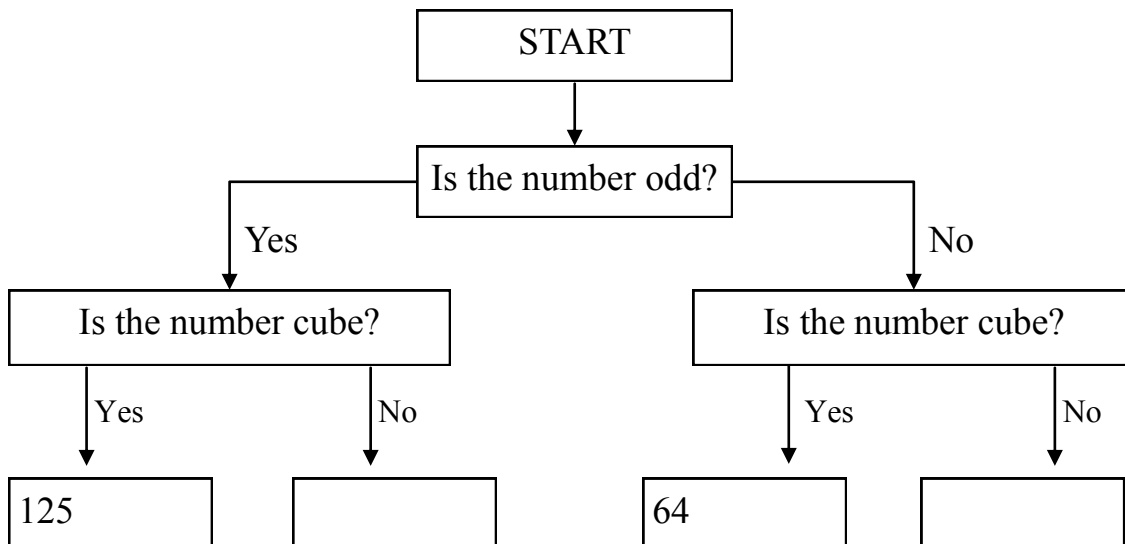 START
Is the number odd?
Yes
No
Is the number cube?
Is the number cube?
Yes
No
Yes
No
125
64